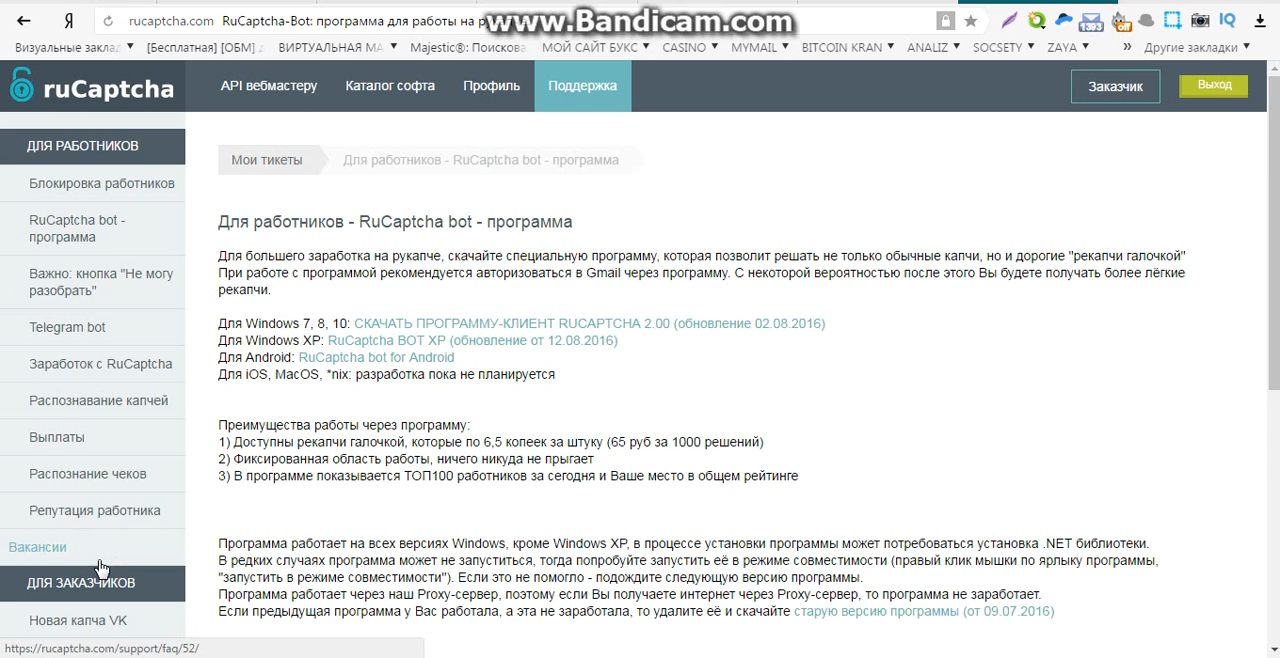 Я rucaptcha.com RuCaptcha-Bot: программа для работы на
www.Bandicam.com
1393 off IQ
Визуальные заклад [Бесплатная] [ОБМ] ВИРТУАЛЬНАЯ МА Majestic®: Поискова МОЙ САЙТ БУКС CASINO MYMAIL BITCOIN KRAN ANALIZ SOCSETY ZAYA » Другие закладки
ruCaptcha API вебмастеру Каталог софта Профиль Поддержка Заказчик Выход
ДЛЯ РАБОТНИКОВ
Блокировка работников
RuCaptcha bot -
программа
Важно: кнопка "Не могу
разобрать"
Telegram bot
Заработок с RuCaptcha
Распознавание капчей
Выплаты
Распознание чеков
Репутация работника
Вакансии
ДЛЯ ЗАКАЗЧИКОВ
Новая капча VK
https://rucaptcha.com/support/faq/52/
Мои тикеты Для работников - RuCaptcha bot - программа
Для работников - RuCaptcha bot - программа
Для большего заработка на рукапче, скачайте специальную программу, которая позволит решать не только обычные капчи, но и дорогие "рекапчи галочкой"
При работе с программой рекомендуется авторизоваться в Gmail через программу. С некоторой вероятностью после этого Вы будете получать более лёгкие
рекапчи.
Для Windows 7, 8, 10: СКАЧАТЬ ПРОГРАММУ-КЛИЕНТ RUCAPTCHA 2.00 (обновление 02.08.2016)
Для Windows XP: RuCaptcha BOT XP (обновление от 12.08.2016)
Для Android: RuCaptcha bot for Android
Для iOS, MacOS, *nix: разработка пока не планируется
Преимущества работы через программу:
1) Доступны рекапчи галочкой, которые по 6,5 копеек за штуку (65 руб за 1000 решений)
2) Фиксированная область работы, ничего никуда не прыгает
3) В программе показывается ТОП100 работников за сегодня и Ваше место в общем рейтинге
Программа работает на всех версиях Windows, кроме Windows XP, в процессе установки программы может потребоваться установка .NET библиотеки.
В редких случаях программа может не запуститься, тогда попробуйте запустить её в режиме совместимости (правый клик мышки по ярлыку программы,
"запустить в режиме совместимости"). Если это не помогло - подождите следующую версию программы.
Программа работает через наш Proxy-сервер, поэтому если Вы получаете интернет через Proxy-сервер, то программа не заработает.
Если предыдущая программа у Вас работала, а эта не заработала, то удалите её и скачайте старую версию программы (от 09.07.2016)